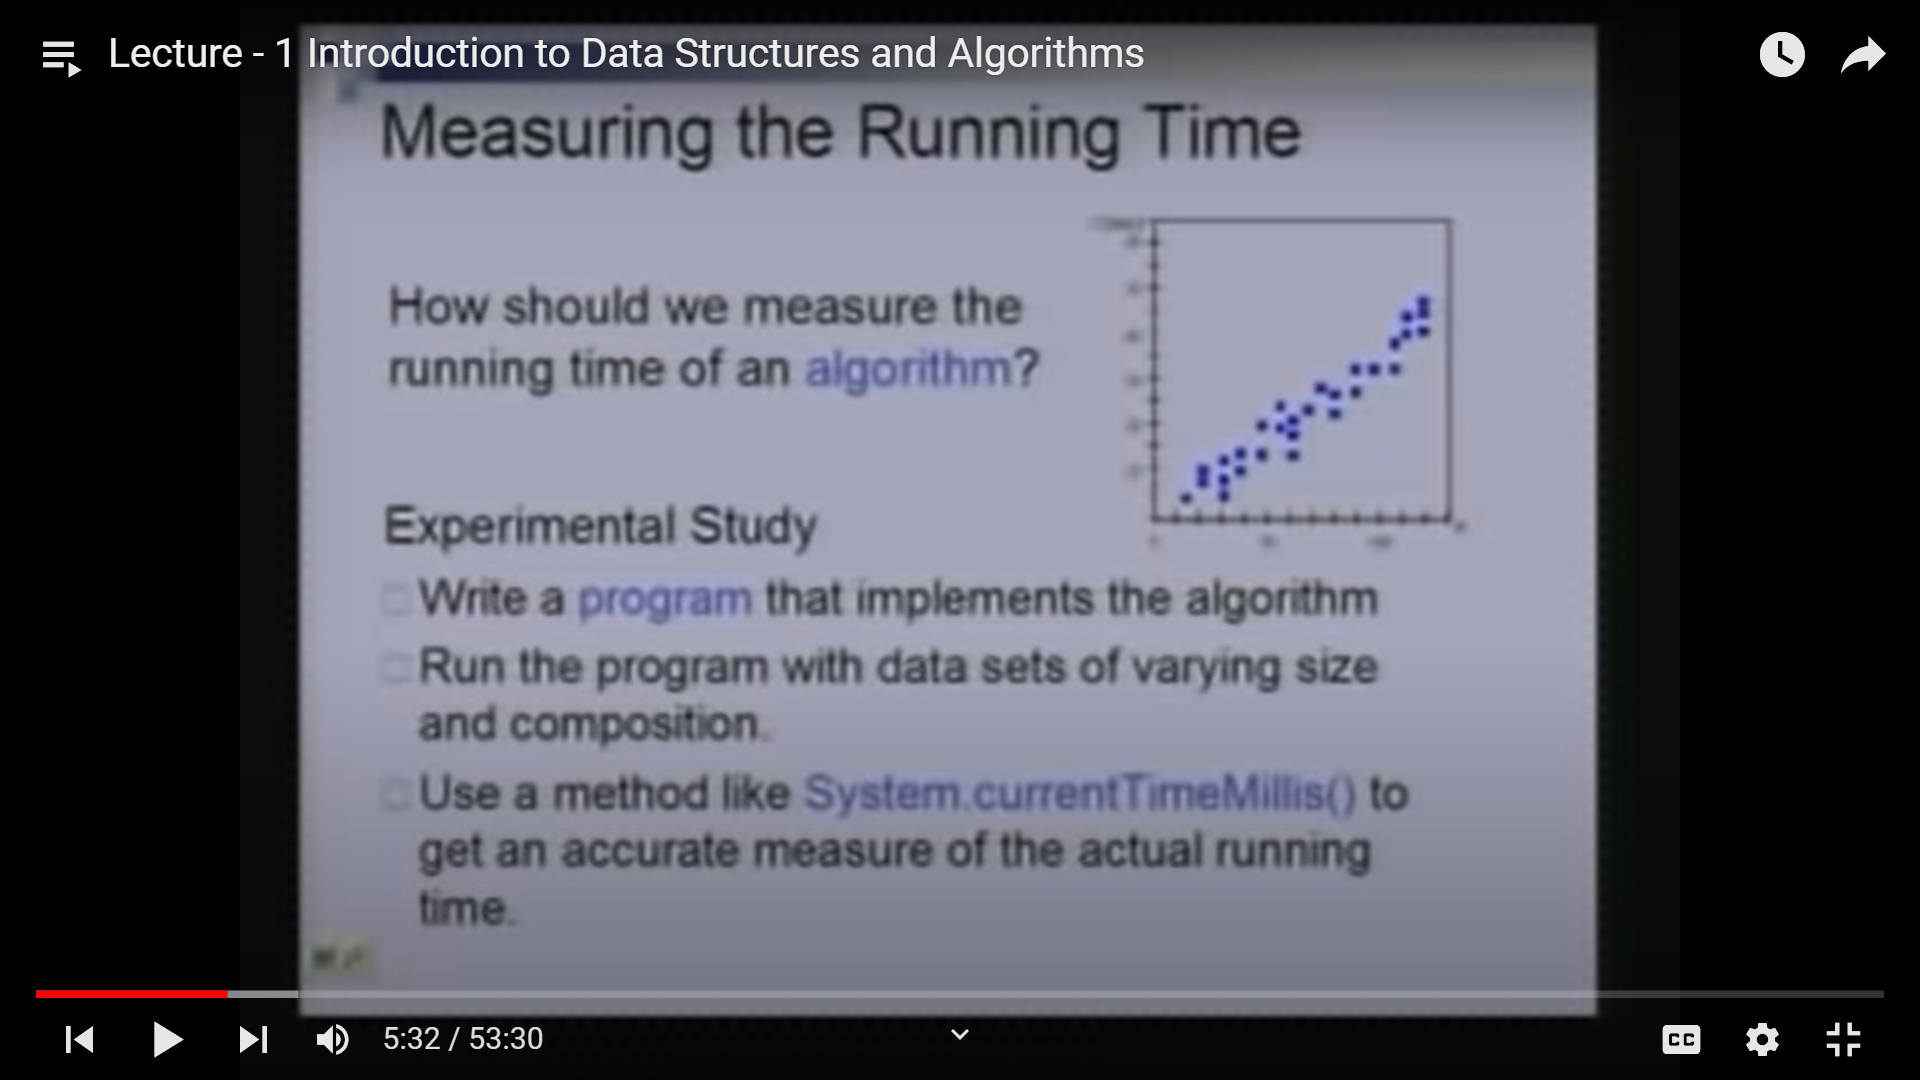 Lecture - 1 Introduction to Data Structures and Algorithms
Measuring the Running Time
How should we measure the
running time of an algorithm?
Experimental Study
Write a program that implements the algorithm
Run the program with data sets of varying size
and composition.
Use a method like System.currentTimeMillis() to
get an accurate measure of the actual running
time.
5:32 / 53:30
CC